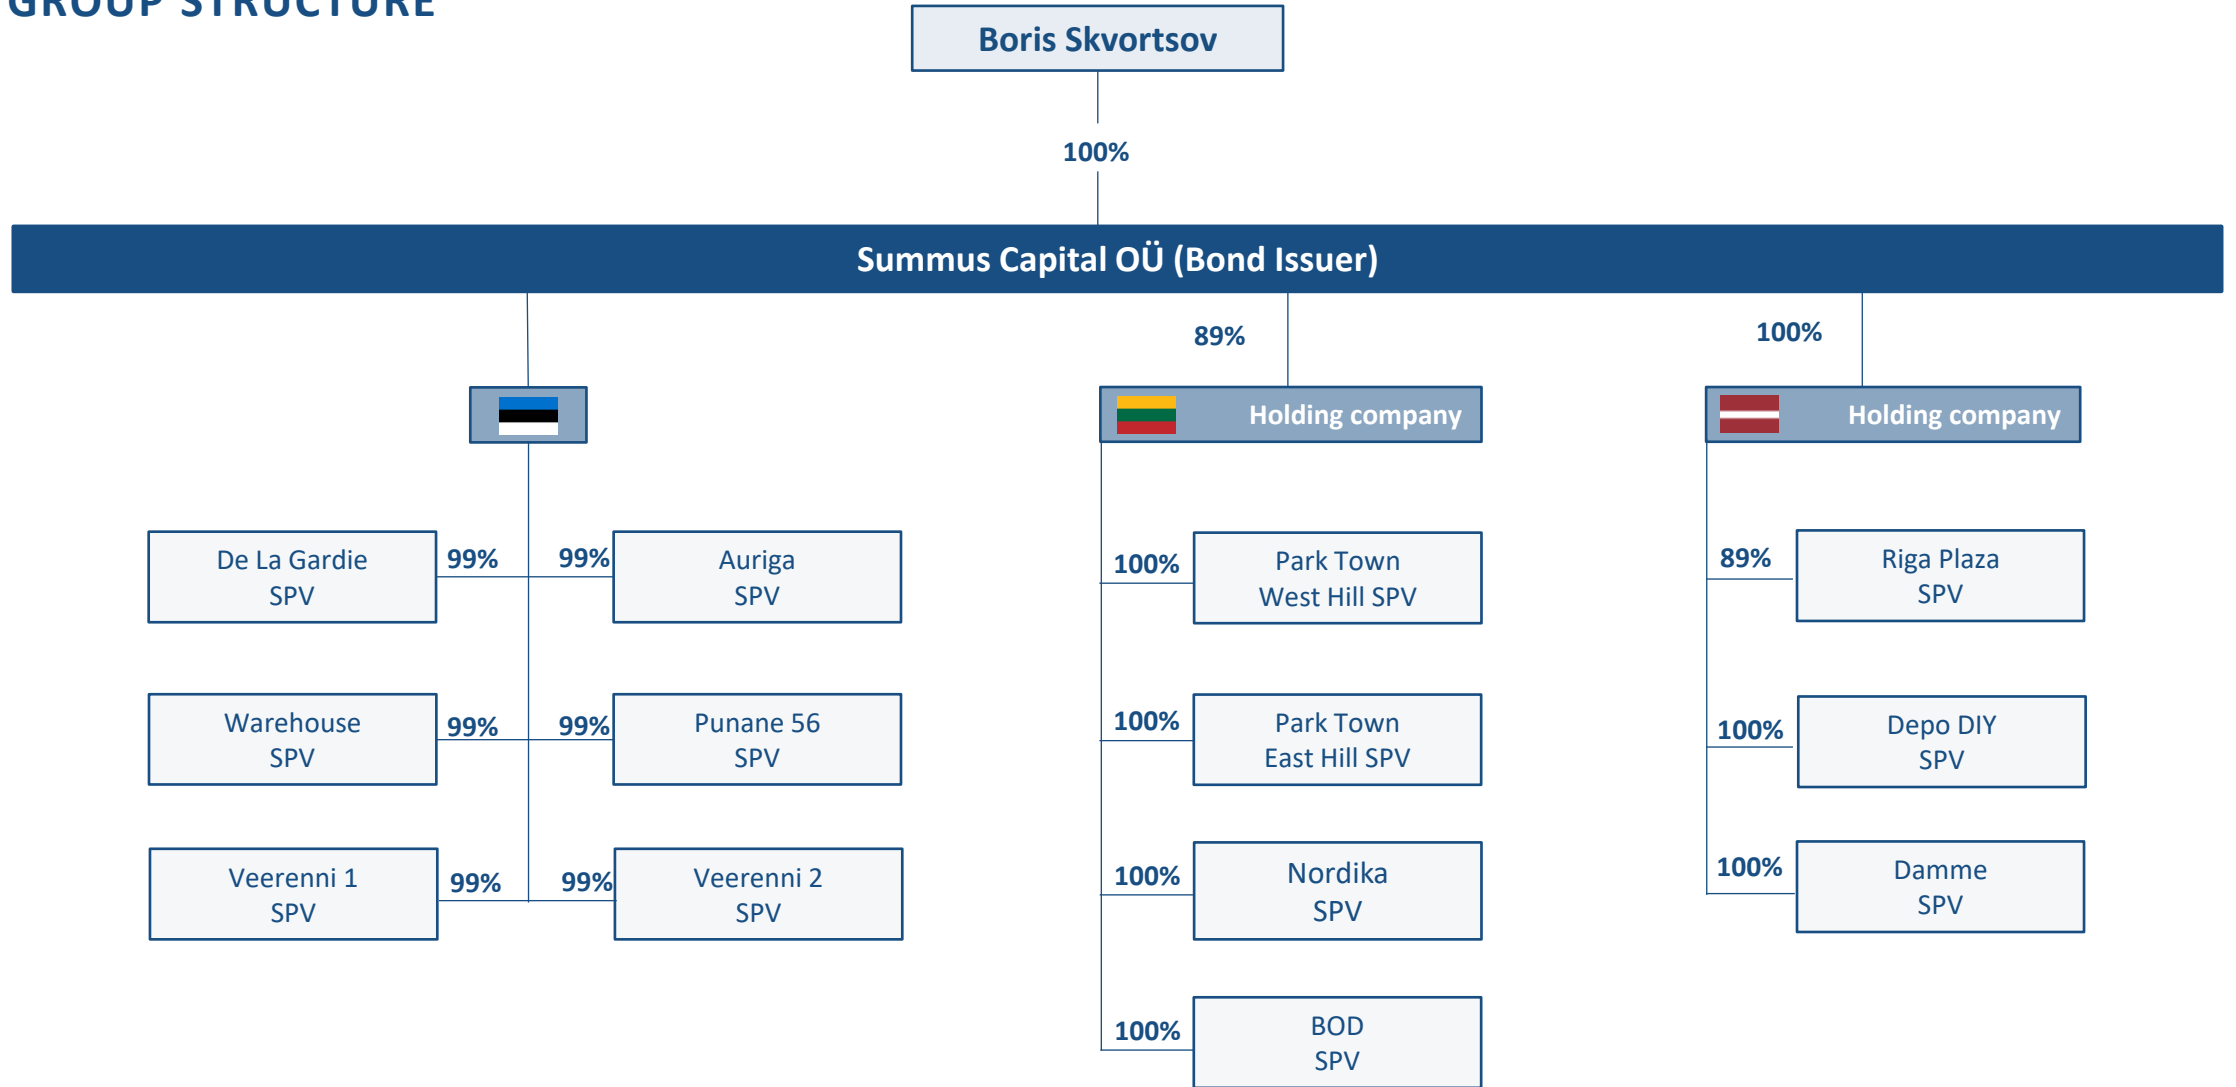 GROUP STRUCTURE
Boris Skvortsov
100%
Summus Capital OÜ (Bond Issuer)
89%
100%
Holding company
Holding company
De La Gardie
SPV
99%
99%
Auriga
SPV
Warehouse
SPV
99%
99%
Punane 56
SPV
Veerenni 1
SPV
99%
99%
Veerenni 2
SPV
100%
Park Town
West Hill SPV
100%
Park Town
East Hill SPV
100%
Nordika
SPV
100%
BOD
SPV
89%
Riga Plaza
SPV
100%
Depo DIY
SPV
100%
Damme
SPV